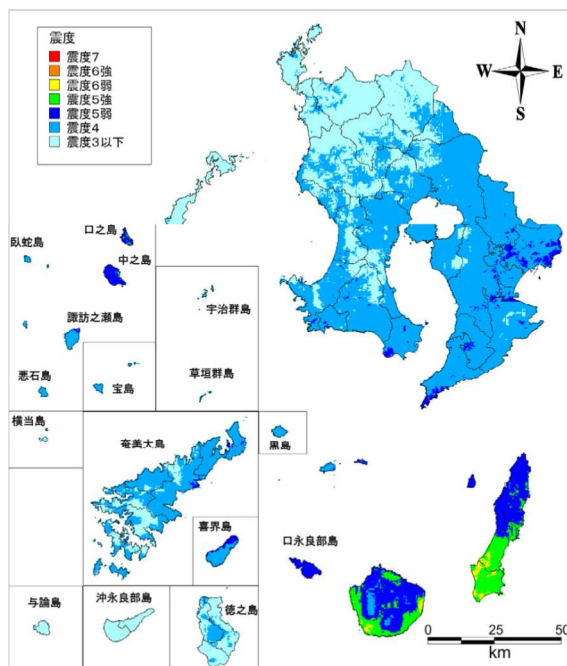 震度
震度7
震度6強
震度6弱
震度5強
震度5弱
震度4
震度3以下
N
W E
S
口之島
臥蛇島
中之島
諏訪之瀬島
宇治群島
悪石島
宝島
草垣群島
横当島
奄美大島
黒島
喜界島
口永良部島
与論島
沖永良部島
徳之島
0 25 50
km